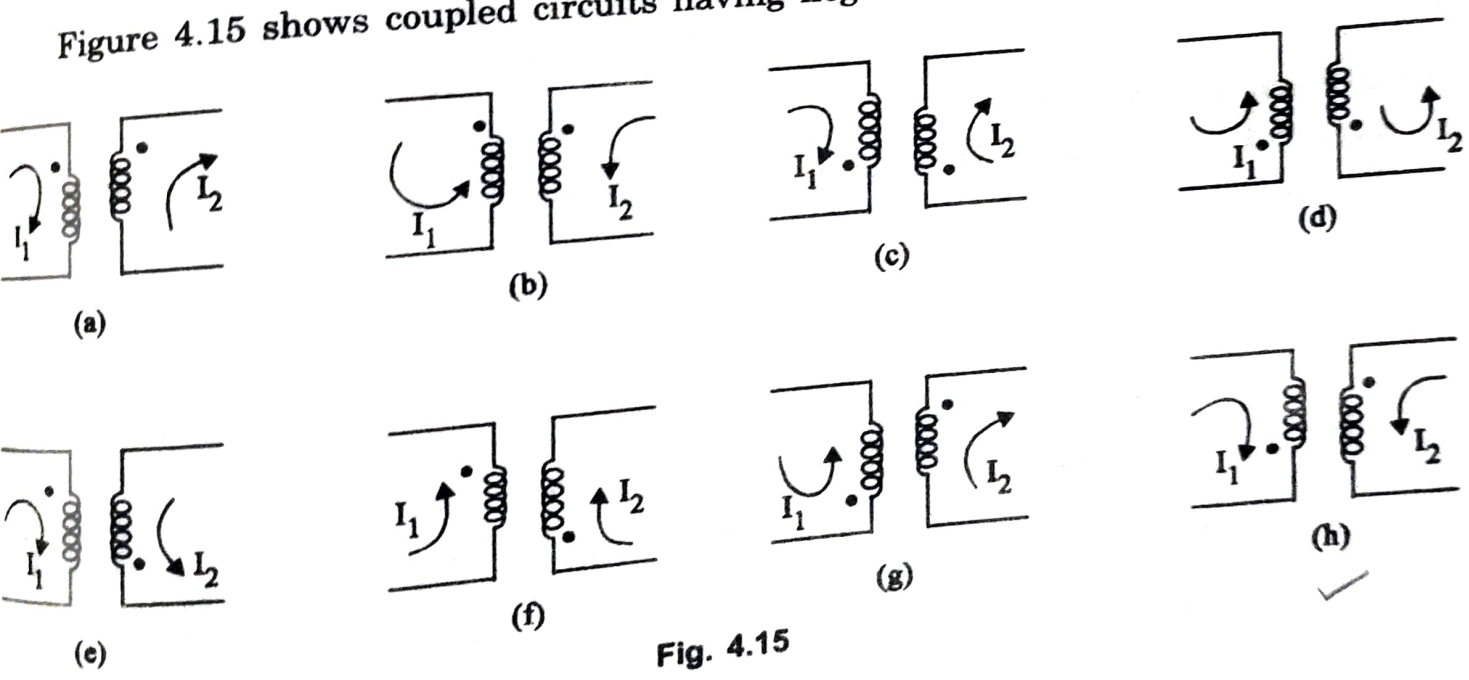 Figure 4.15 shows coupled circuits having
I1 I2 I1 I2 I1 I2 I1 I2
(a) (b) (c) (d)
I1 I2 I1 I2 I1 I2 I1 I2
(e) (f) (g) (h)
Fig. 4.15